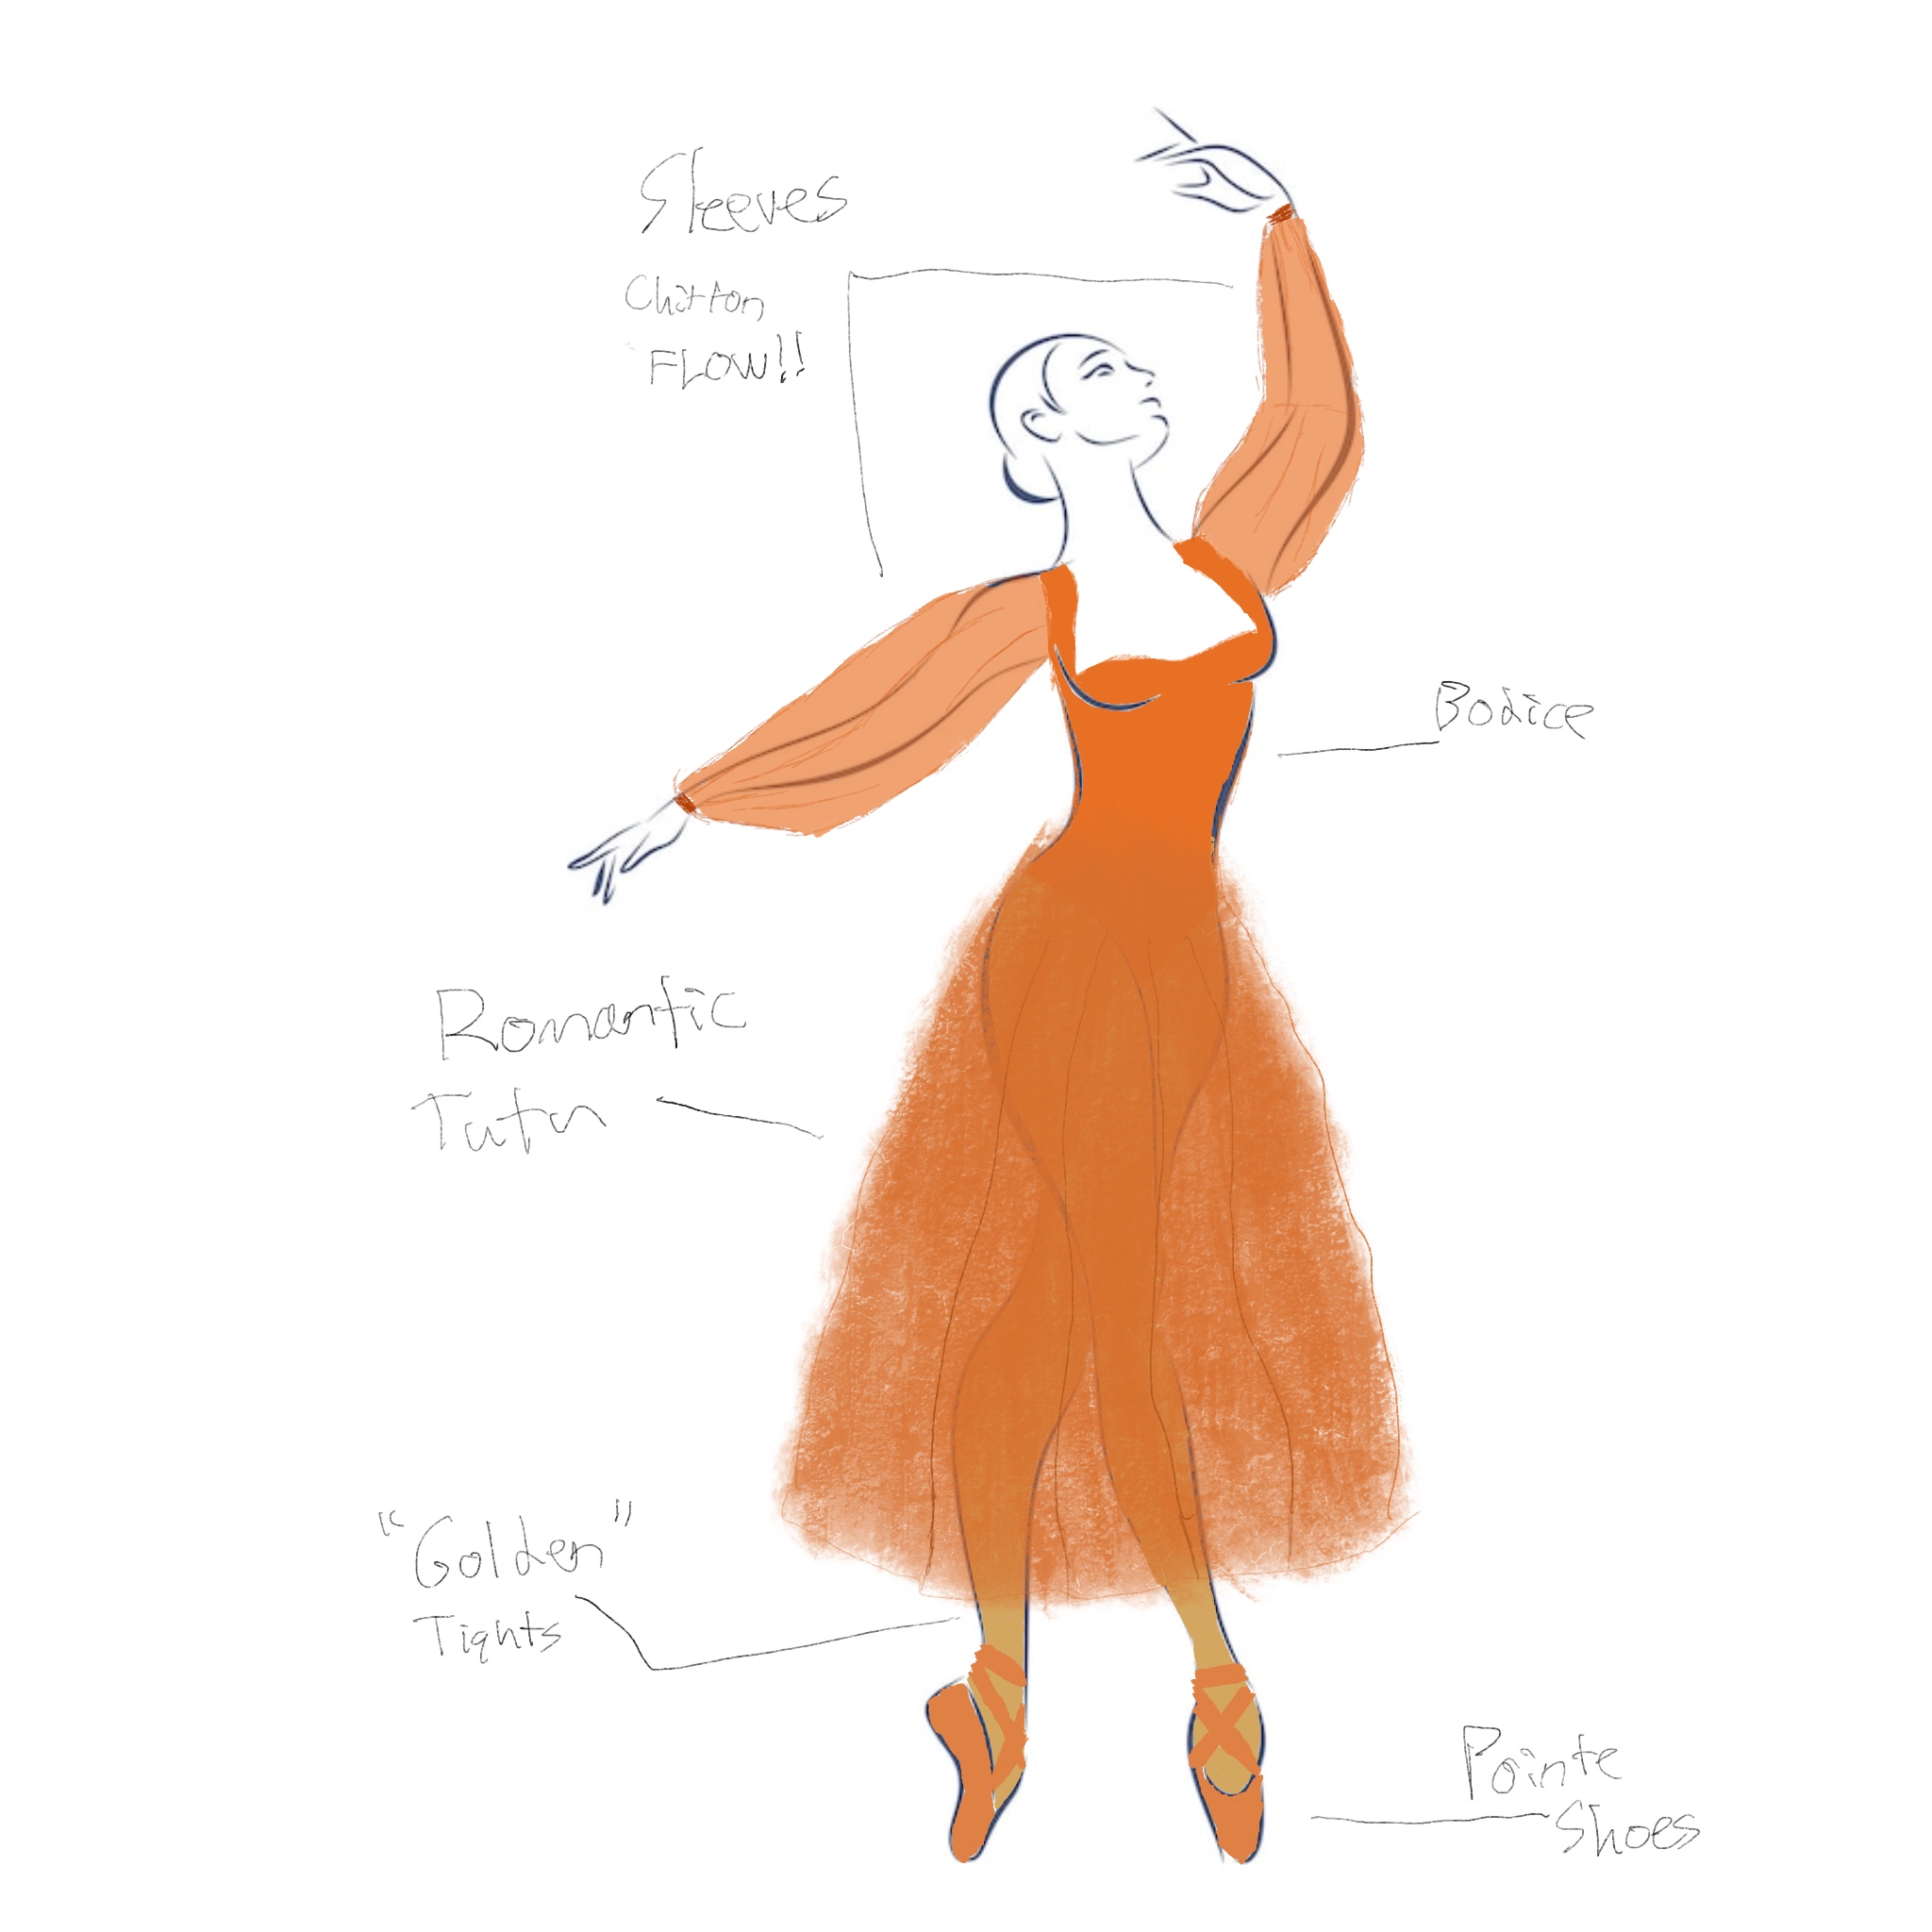 Sleeves
Chiffon
FLOW!!
Bodice
Romantic
Tutu
"Golden"
Tights
Pointe
Shoes